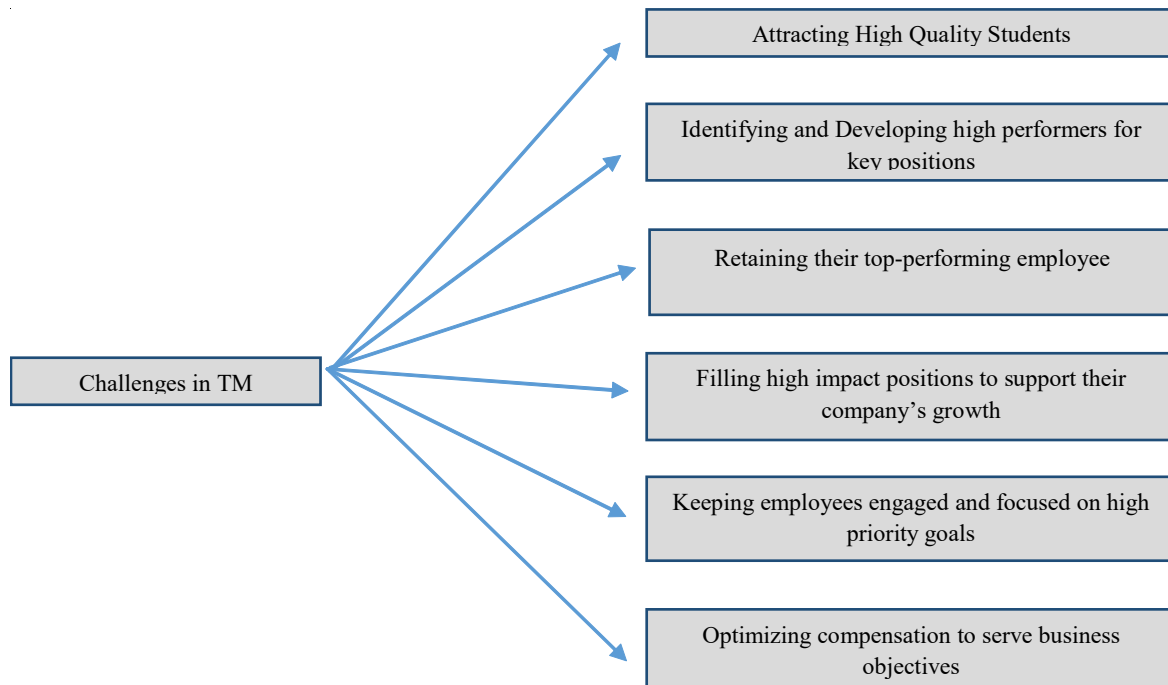 Attracting High Quality Students
Identifying and Developing high performers for
key positions
Retaining their top-performing employee
Challenges in TM
Filling high impact positions to support their
company’s growth
Keeping employees engaged and focused on high
priority goals
Optimizing compensation to serve business
objectives